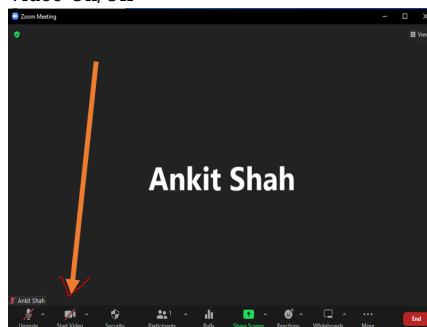 Video On/Off
Zoom Meeting
View
Ankit Shah
Ankit Shah
1
Unmute Start Video Security Participants Polls Share Screen Reactions Whiteboards More
End